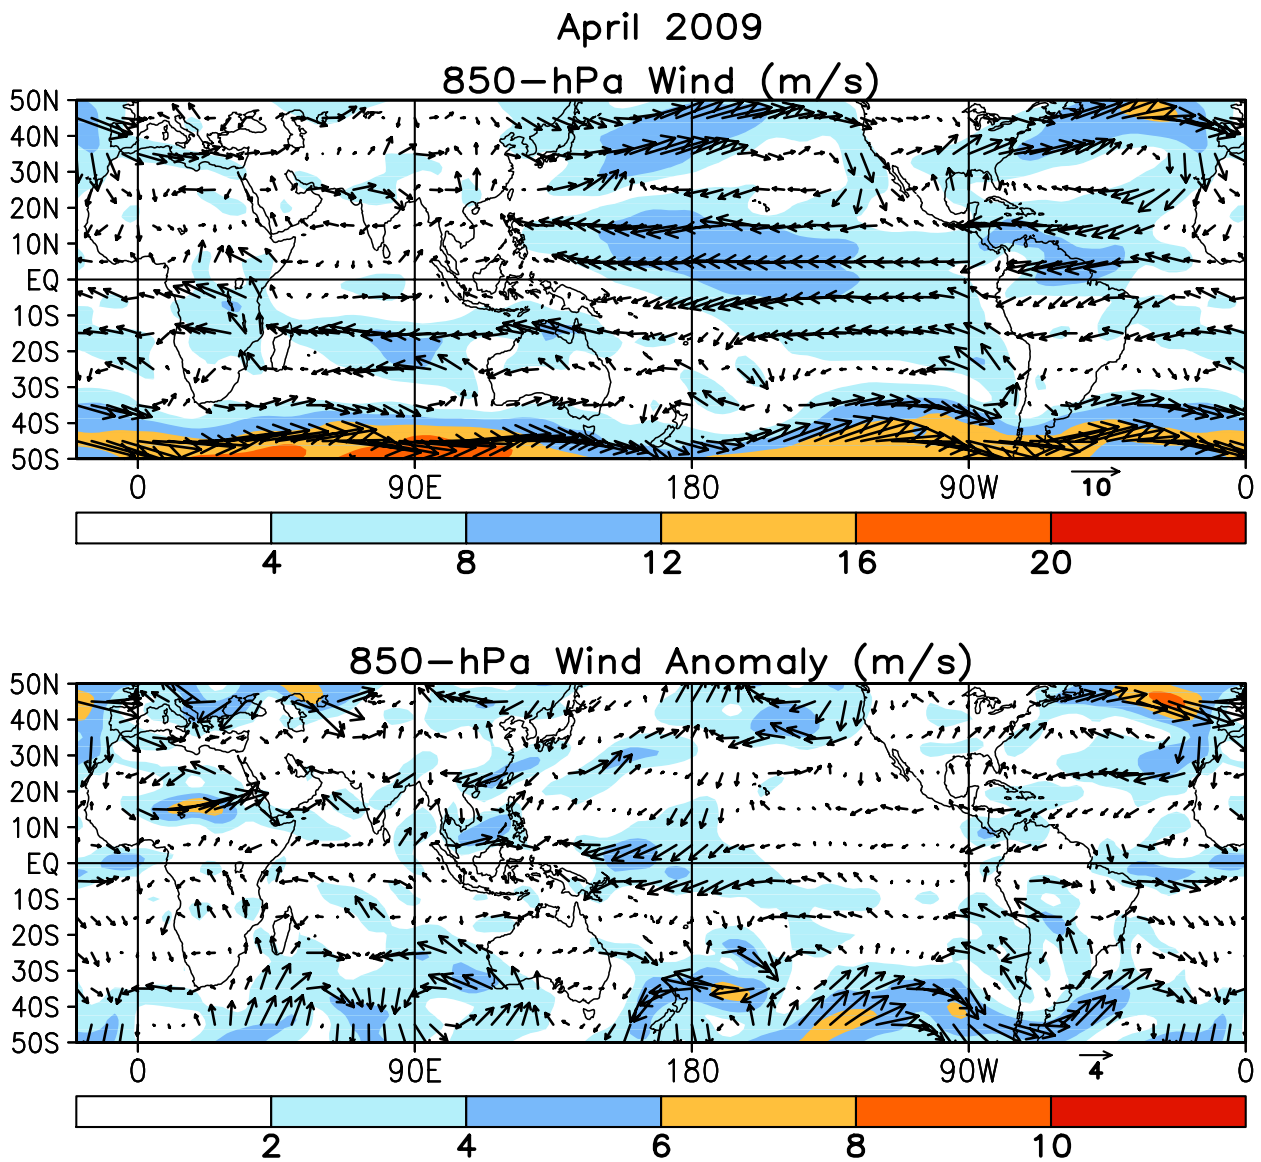 April 2009
850-hPa Wind (m/s)
50N
40N
30N
20N
10N
EQ
10S
20S
30S
40S
50S
0 90E 180 90W 0
10
4 8 12 16 20
850-hPa Wind Anomaly (m/s)
50N
40N
30N
20N
10N
EQ
10S
20S
30S
40S
50S
0 90E 180 90W 0
4
2 4 6 8 10